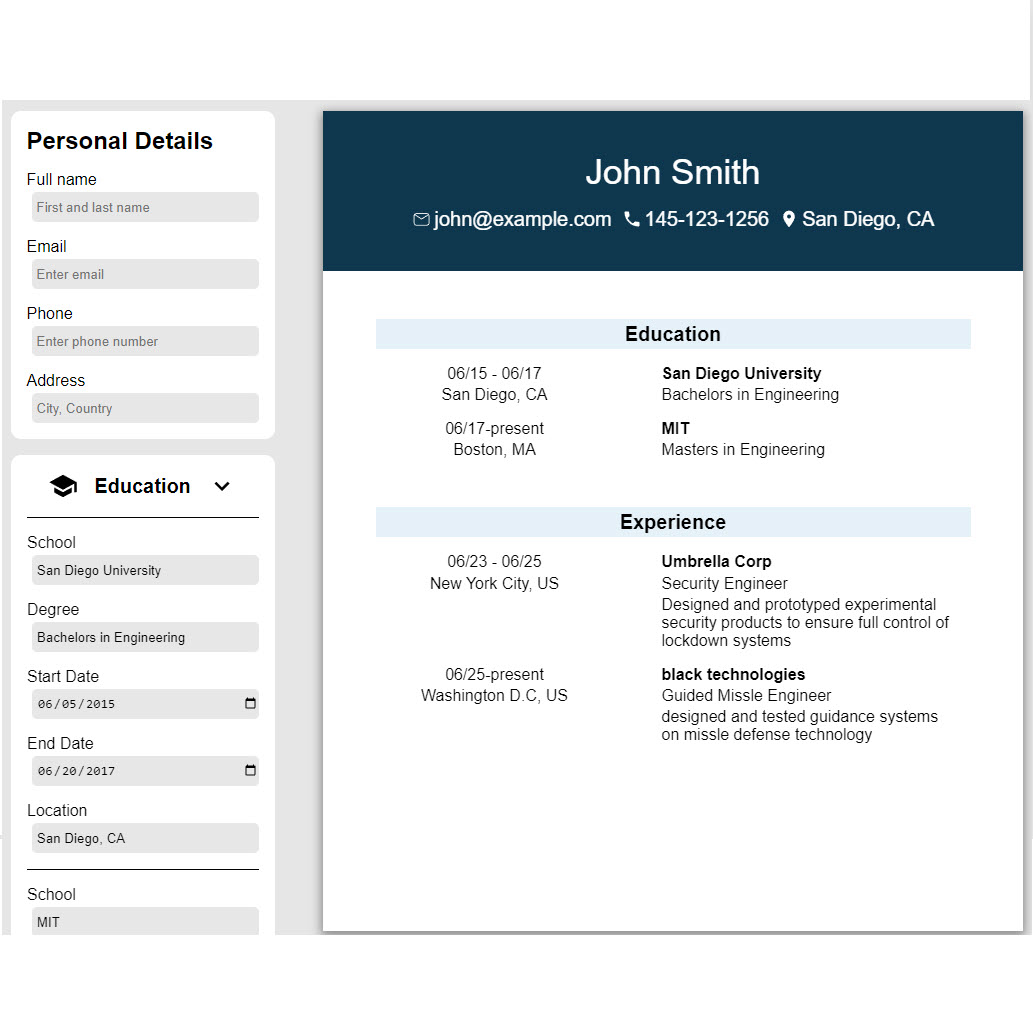 Personal Details
Full name
First and last name
Email
Enter email
Phone
Enter phone number
Address
City, Country
Education
School
San Diego University
Degree
Bachelors in Engineering
Start Date
06/05/2015
End Date
06/20/2017
Location
San Diego, CA
School
MIT
John Smith
john@example.com 145-123-1256 San Diego, CA
Education
06/15 - 06/17
San Diego, CA
San Diego University
Bachelors in Engineering
06/17-present
Boston, MA
MIT
Masters in Engineering
Experience
06/23 - 06/25
New York City, US
Umbrella Corp
Security Engineer
Designed and prototyped experimental
security products to ensure full control of
lockdown systems
06/25-present
Washington D.C, US
black technologies
Guided Missle Engineer
designed and tested guidance systems
on missle defense technology